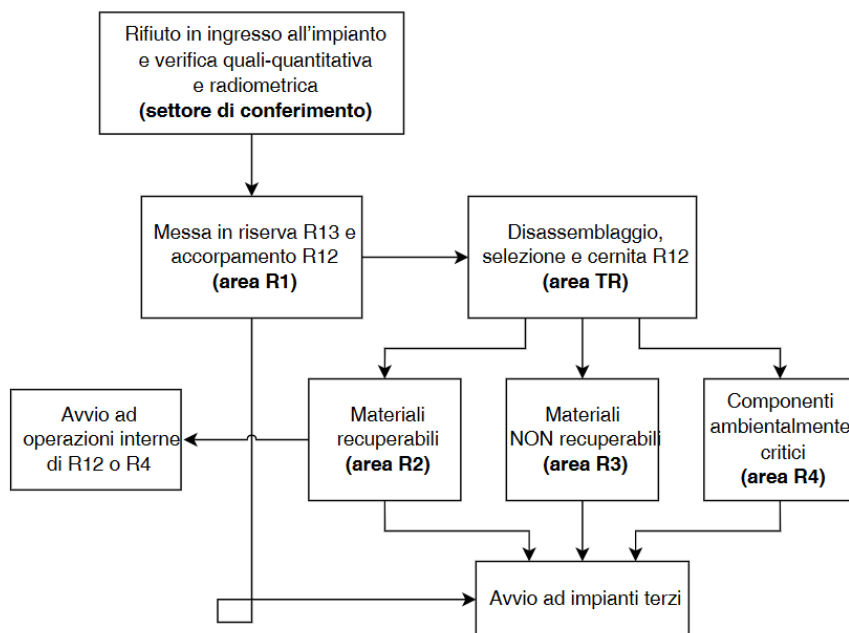 Rifiuto in ingresso all'impianto
e verifica quali-quantitativa
e radiometrica
(settore di conferimento)
Messa in riserva R13 e
accorpamento R12
(area R1)
Disassemblaggio,
selezione e cernita R12
(area TR)
Avvio ad
operazioni interne
di R12 o R4
Materiali
recuperabili
(area R2)
Materiali
NON recuperabili
(area R3)
Componenti
ambientalmente
critici
(area R4)
Avvio ad impianti terzi